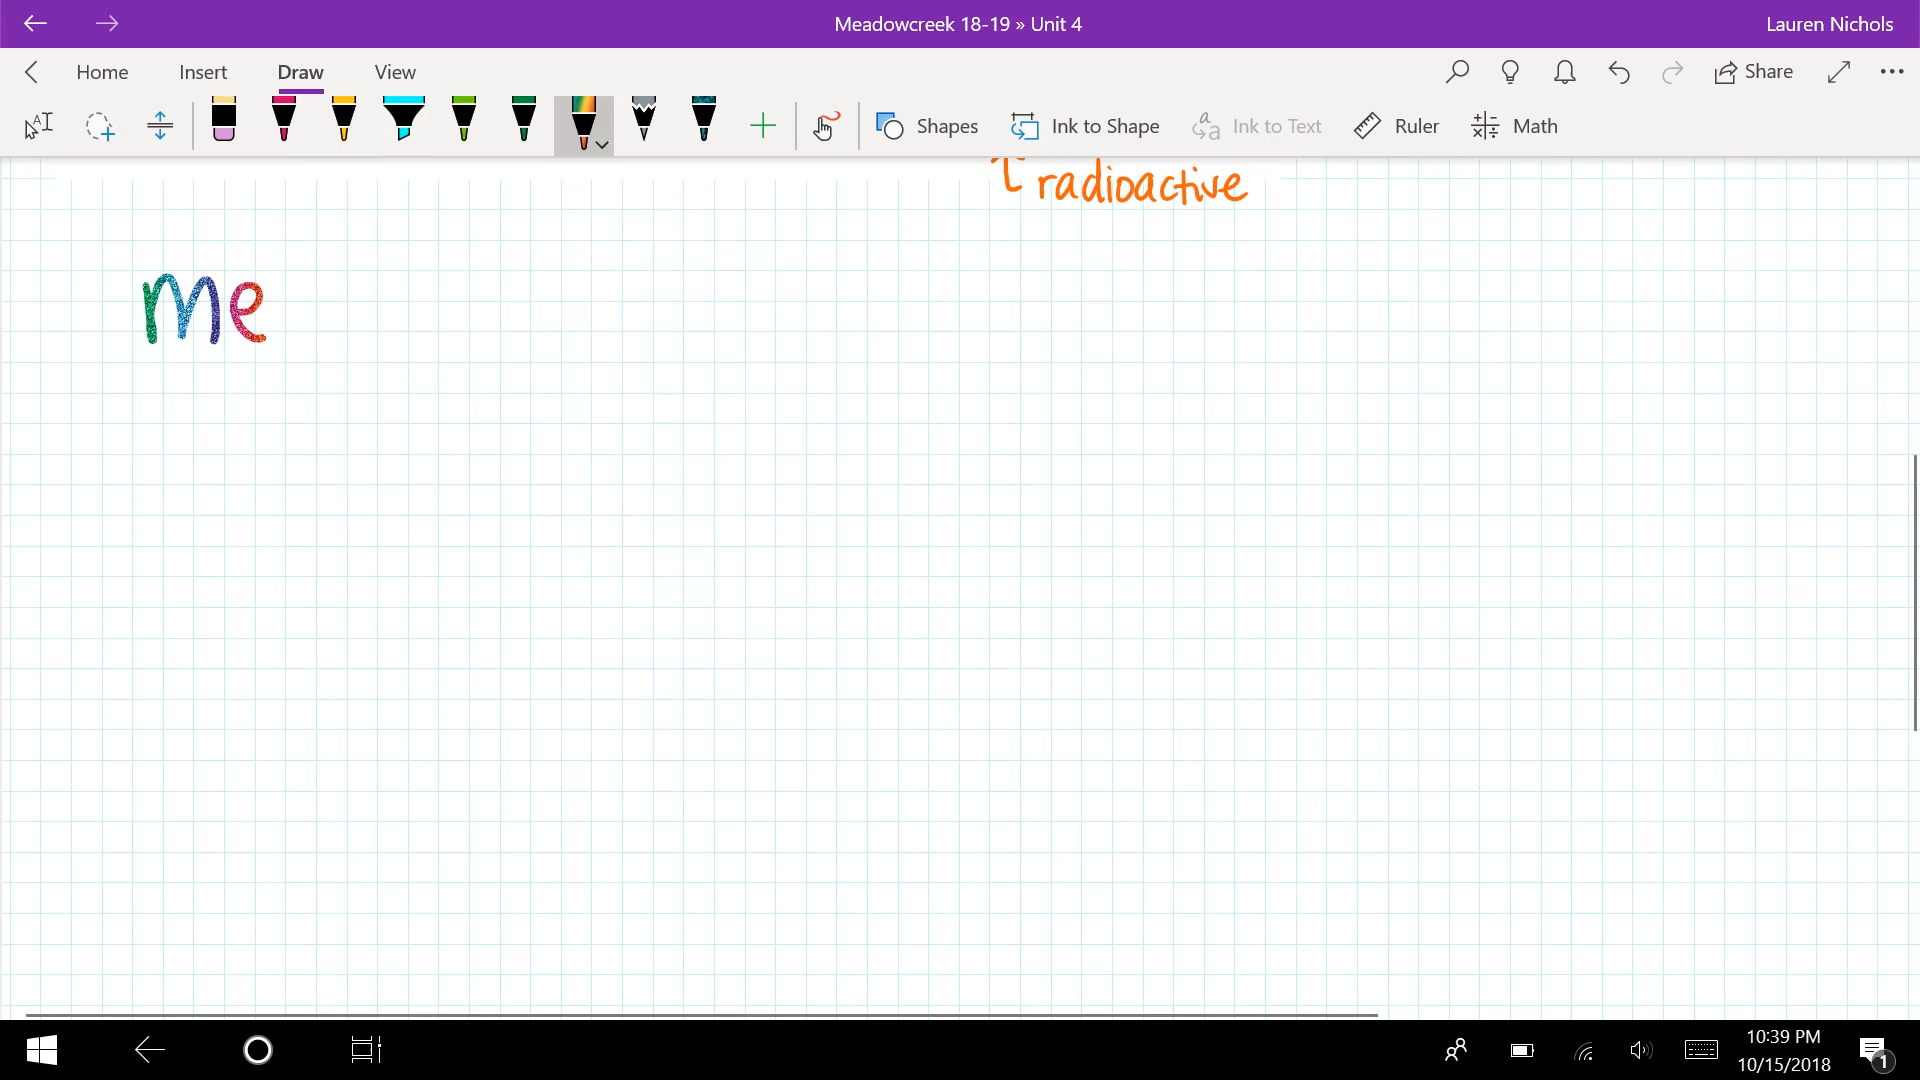 Meadowcreek 18-19 » Unit 4
Lauren Nichols
Home Insert Draw View
Share
Shapes Ink to Shape Ink to Text Ruler Math
radioactive
me
10:39 PM
10/15/2018
1